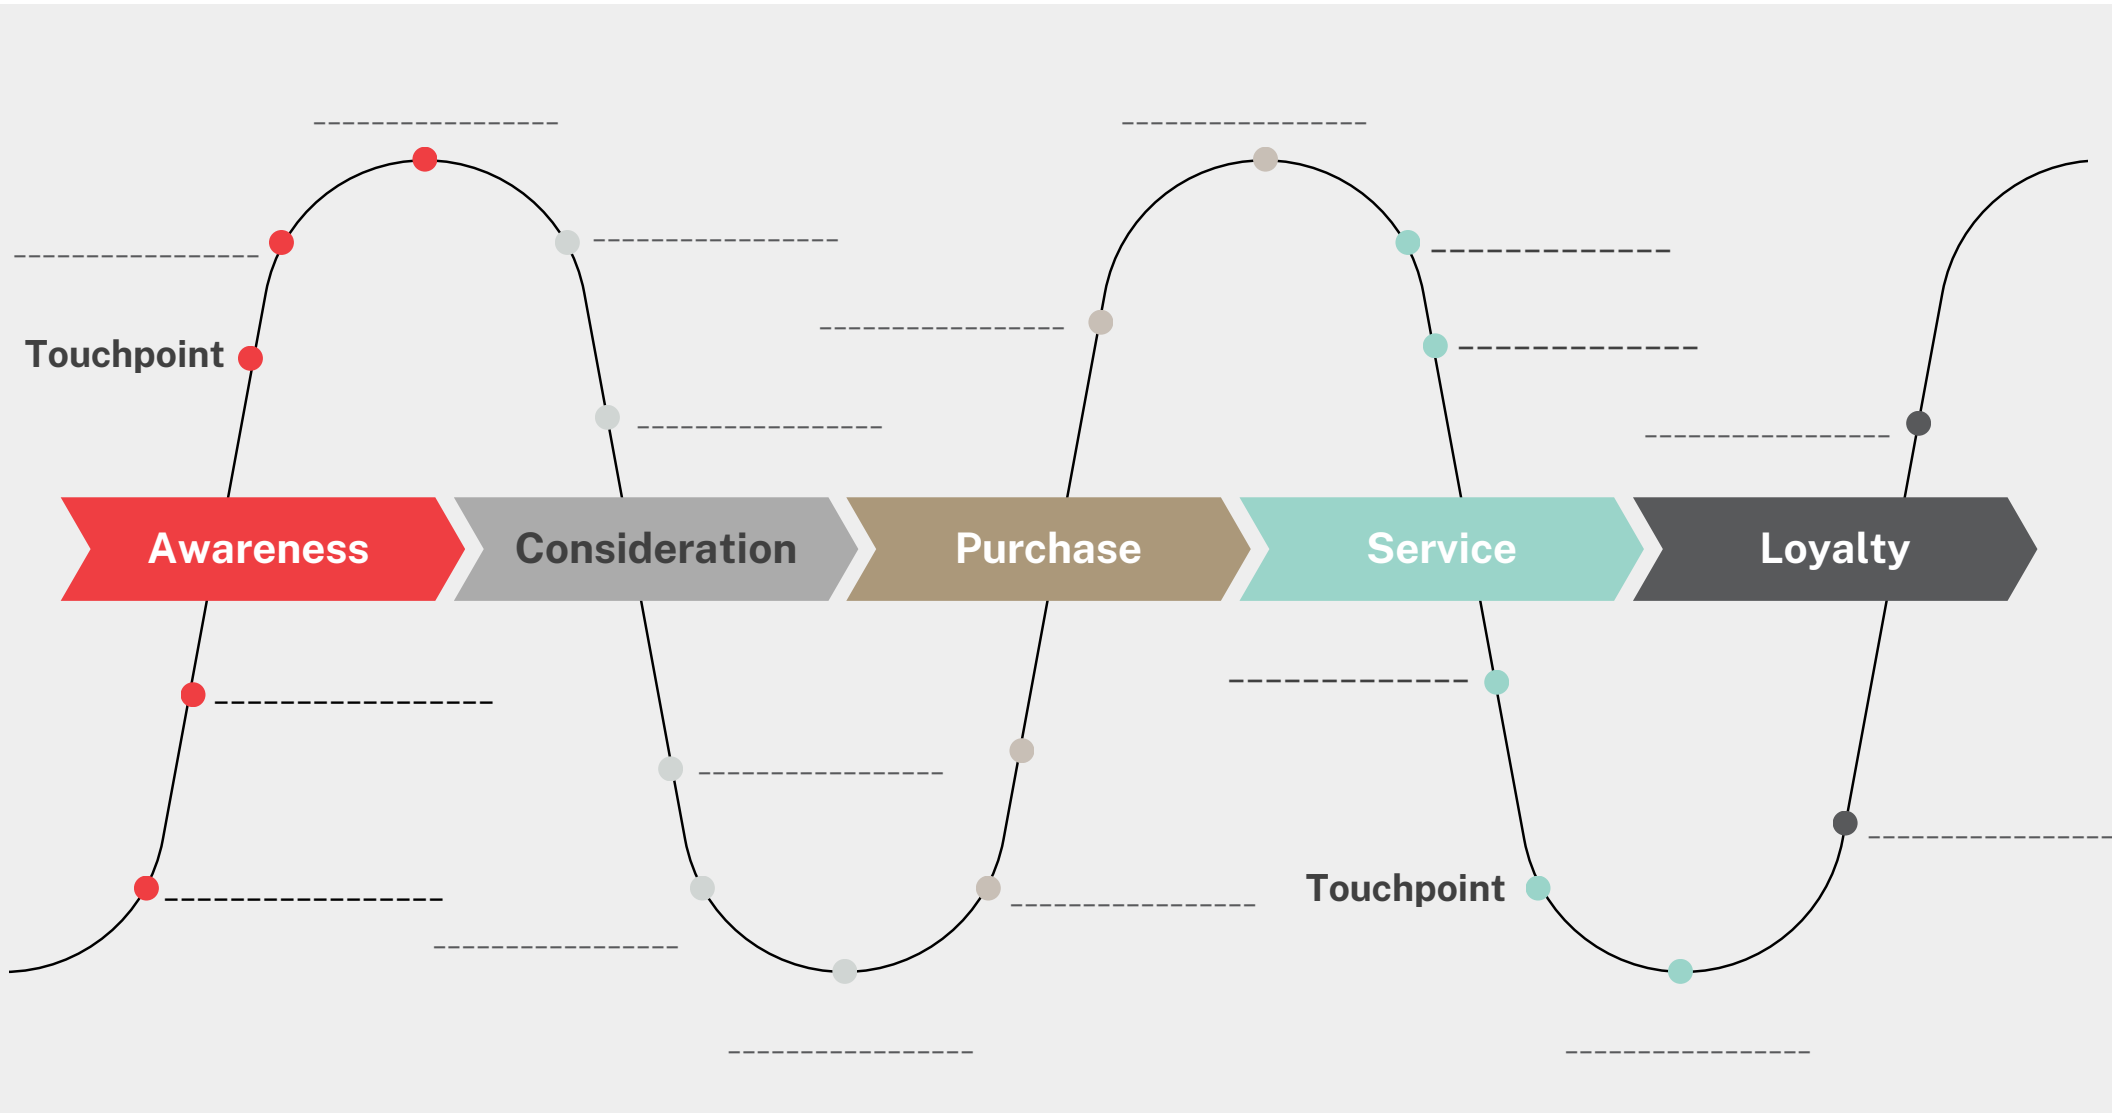 Touchpoint
Awareness
Consideration
Purchase
Service
Loyalty
Touchpoint